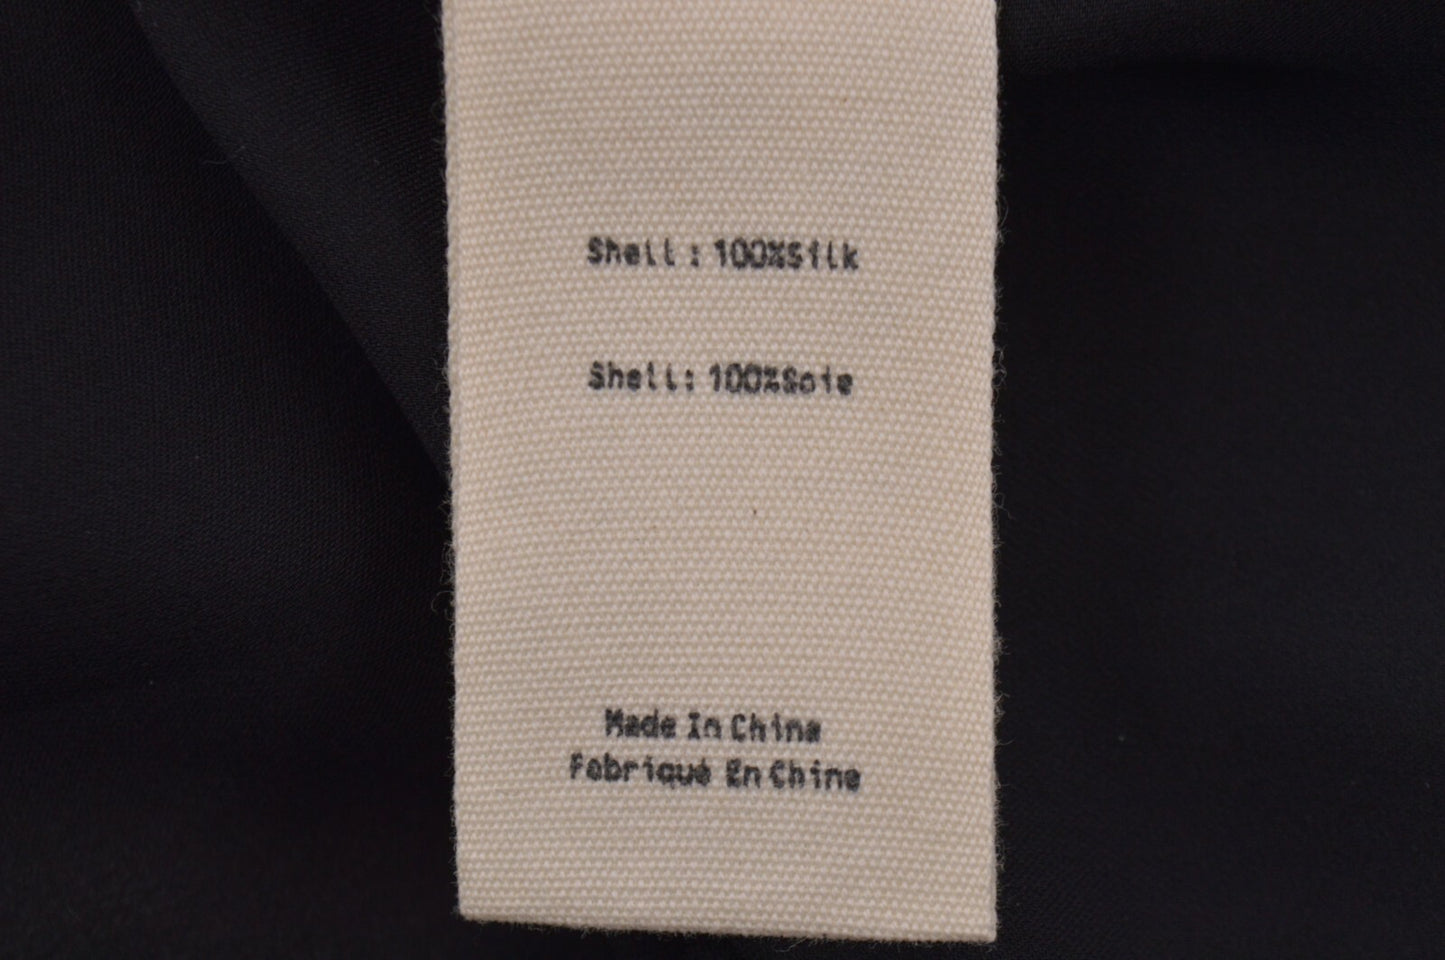 Shell : 100%Silk
Shell: 100%Soie
Made In China
Fabriqué En Chine